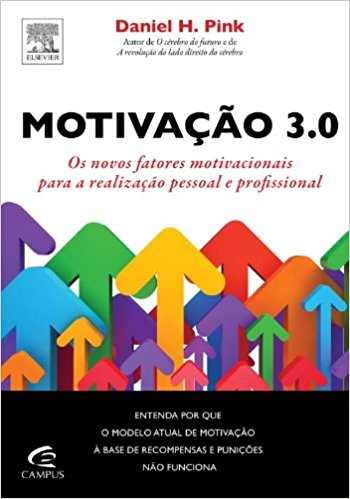 Daniel H. Pink
Autor de O cérebro do futuro e de
A revolução do lado direito do cérebro
ELSEVIER
MOTIVAÇÃO 3.0
Os novos fatores motivacionais
para a realização pessoal e profissional
ENTENDA POR QUE
O MODELO ATUAL DE MOTIVAÇÃO
À BASE DE RECOMPENSAS E PUNIÇÕES
NÃO FUNCIONA
CAMPUS